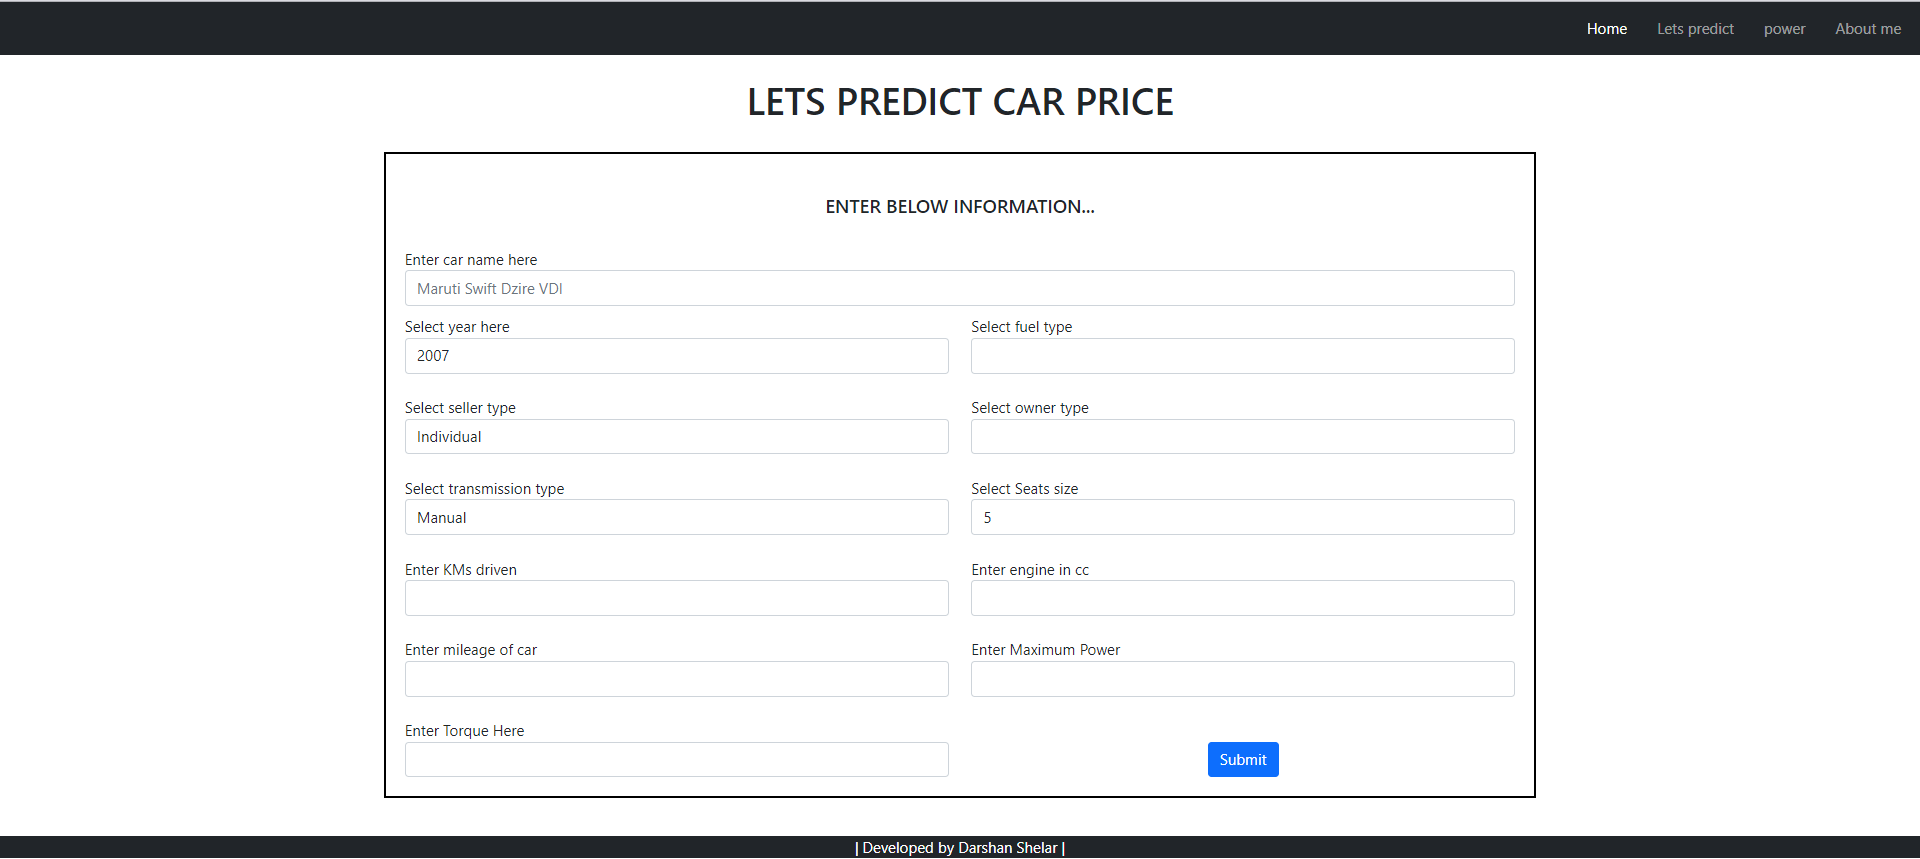 Home Lets predict power About me
LETS PREDICT CAR PRICE
ENTER BELOW INFORMATION...
Enter car name here
Maruti Swift Dzire VDI
Select year here Select fuel type
2007
Select seller type Select owner type
Individual
Select transmission type Select Seats size
Manual 5
Enter KMs driven Enter engine in cc
Enter mileage of car Enter Maximum Power
Enter Torque Here
Submit
| Developed by Darshan Shelar |